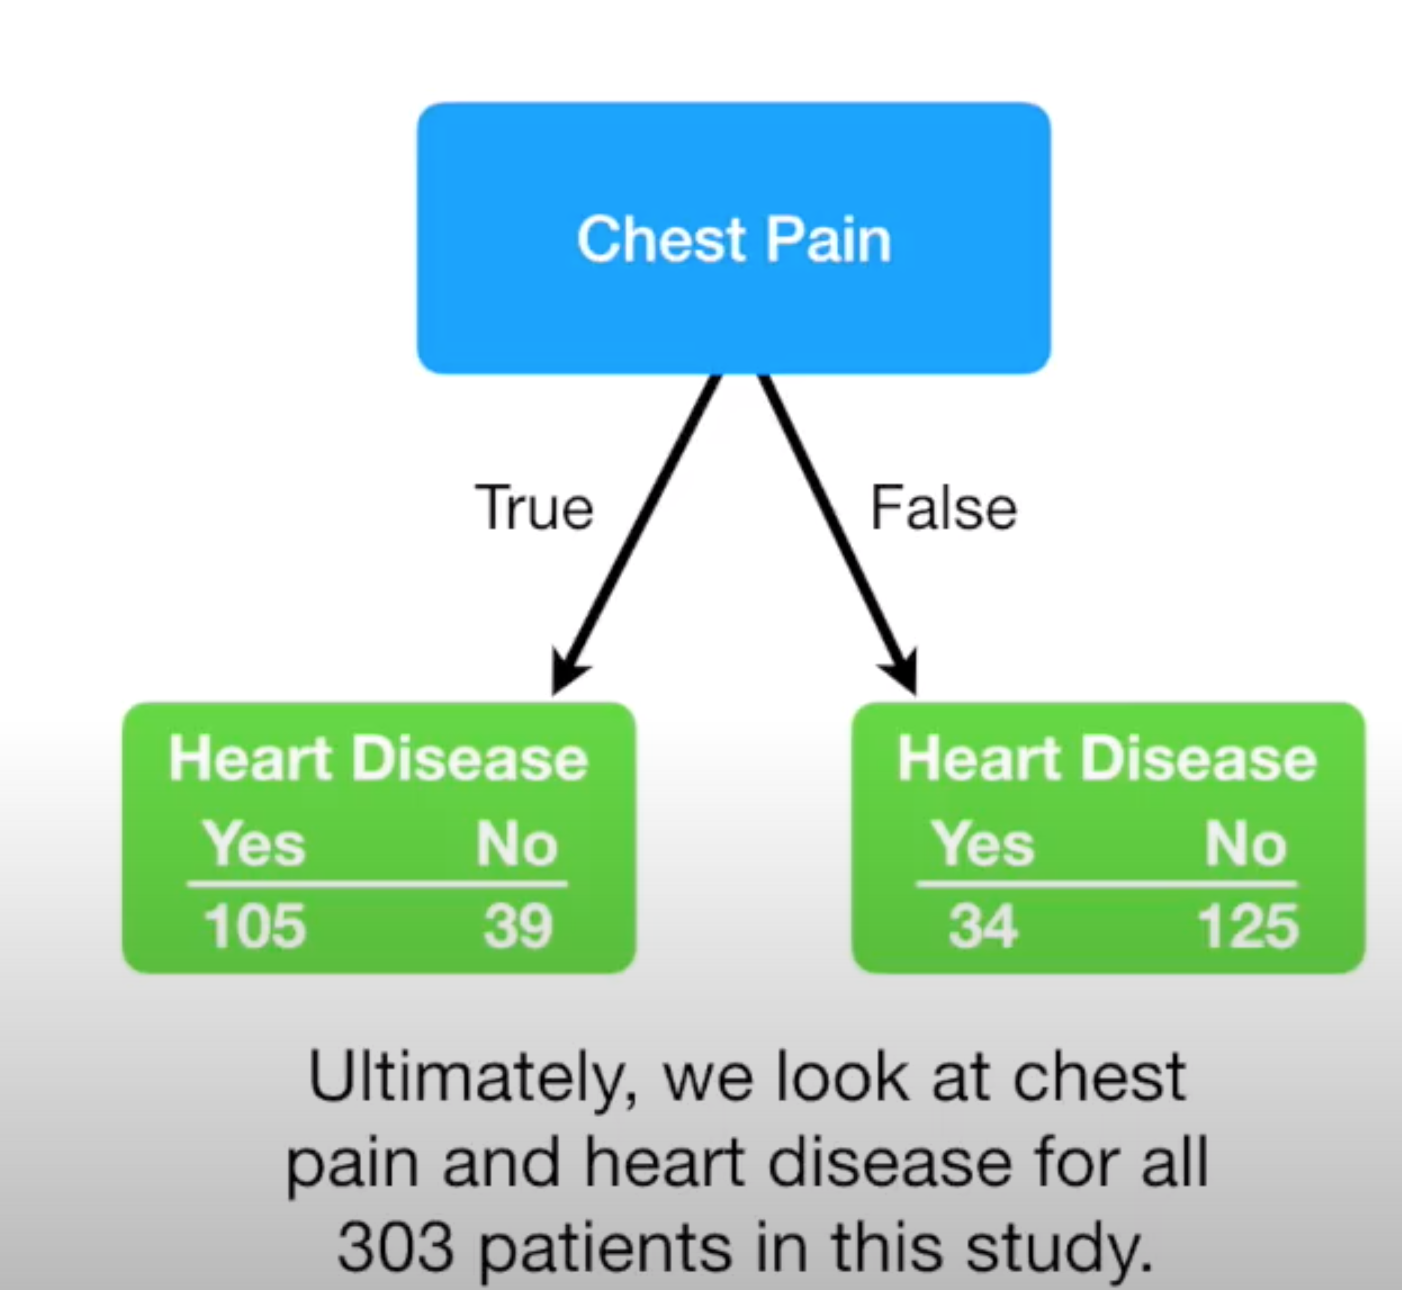 Chest Pain
True False
Heart Disease Heart Disease
Yes No Yes No
105 39 34 125
Ultimately, we look at chest
pain and heart disease for all
303 patients in this study.